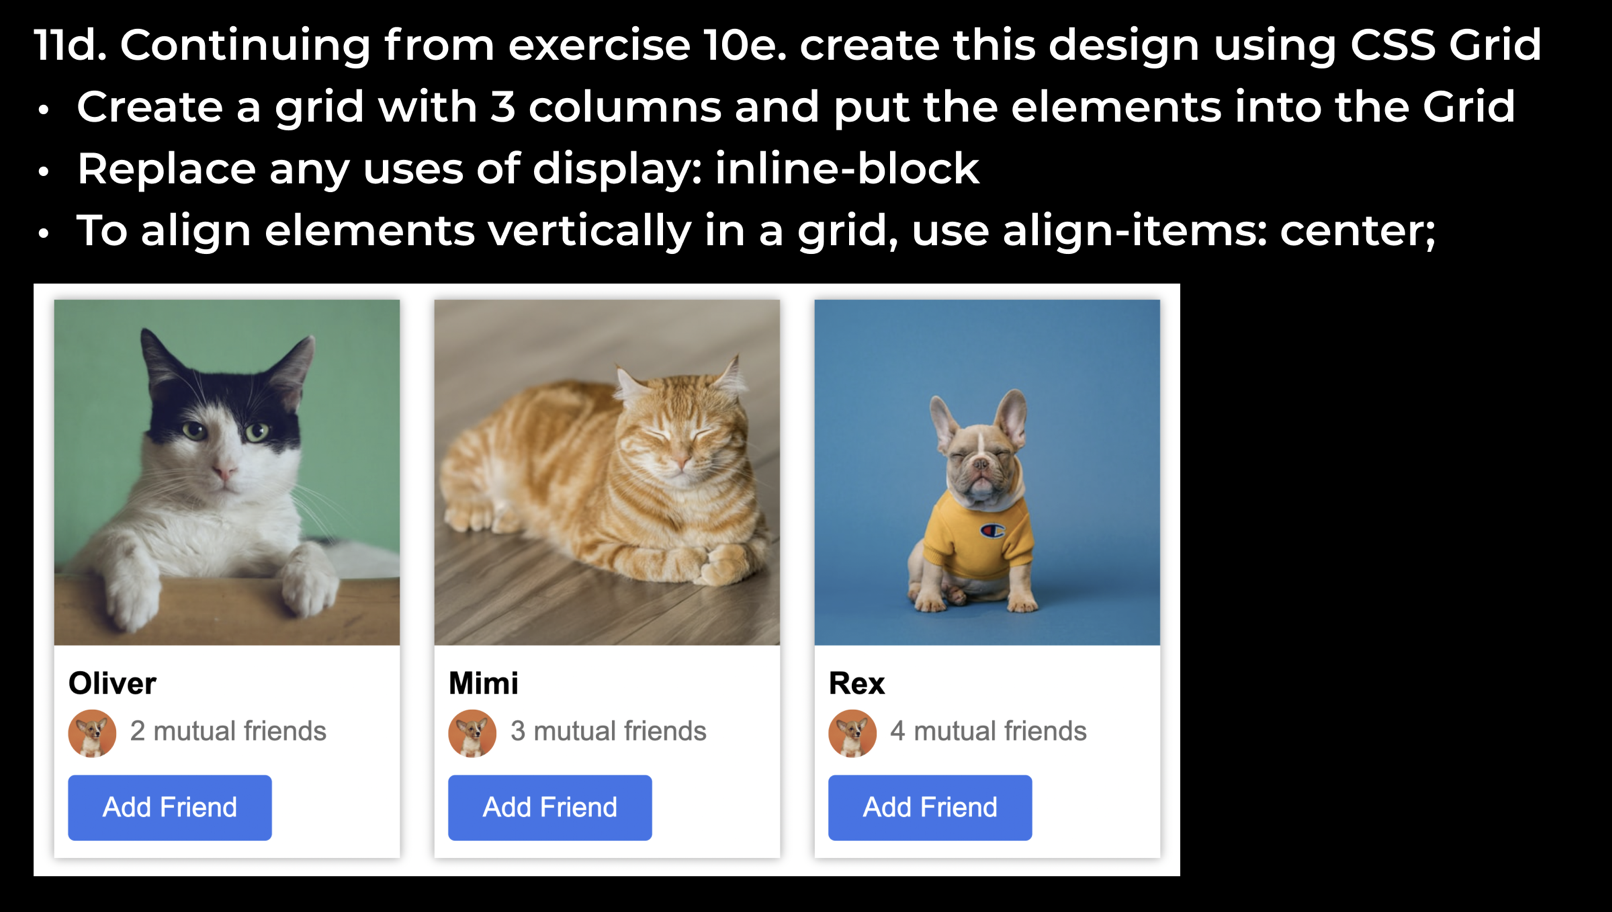 11d. Continuing from exercise 10e. create this design using CSS Grid
• Create a grid with 3 columns and put the elements into the Grid
• Replace any uses of display: inline-block
• To align elements vertically in a grid, use align-items: center;
Oliver
2 mutual friends
Add Friend
Mimi
3 mutual friends
Add Friend
Rex
4 mutual friends
Add Friend